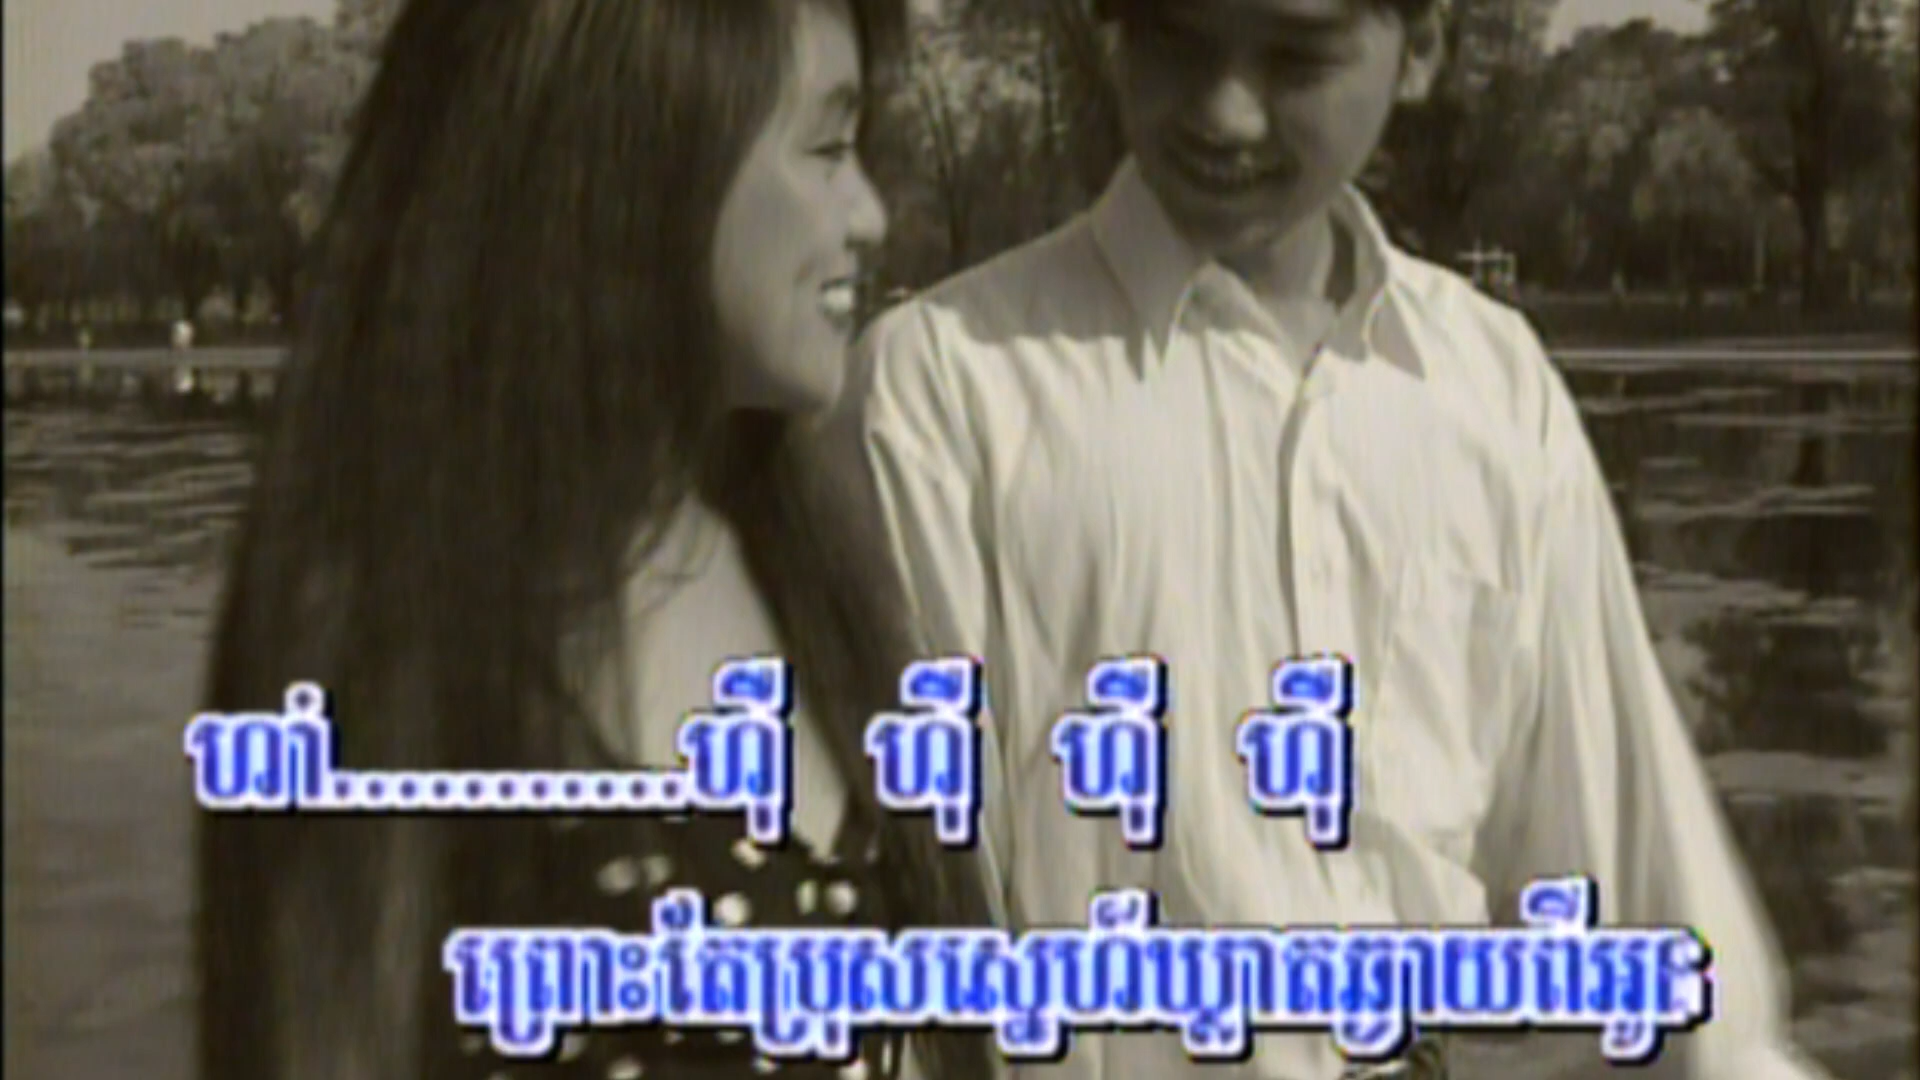 ហាំ...........ហ៊ឺ ហ៊ឺ ហ៊ឺ ហ៊ឺ
ព្រោះតែប្រុសស្នេហ៍ឃ្លាតឆ្ងាយពីអូន